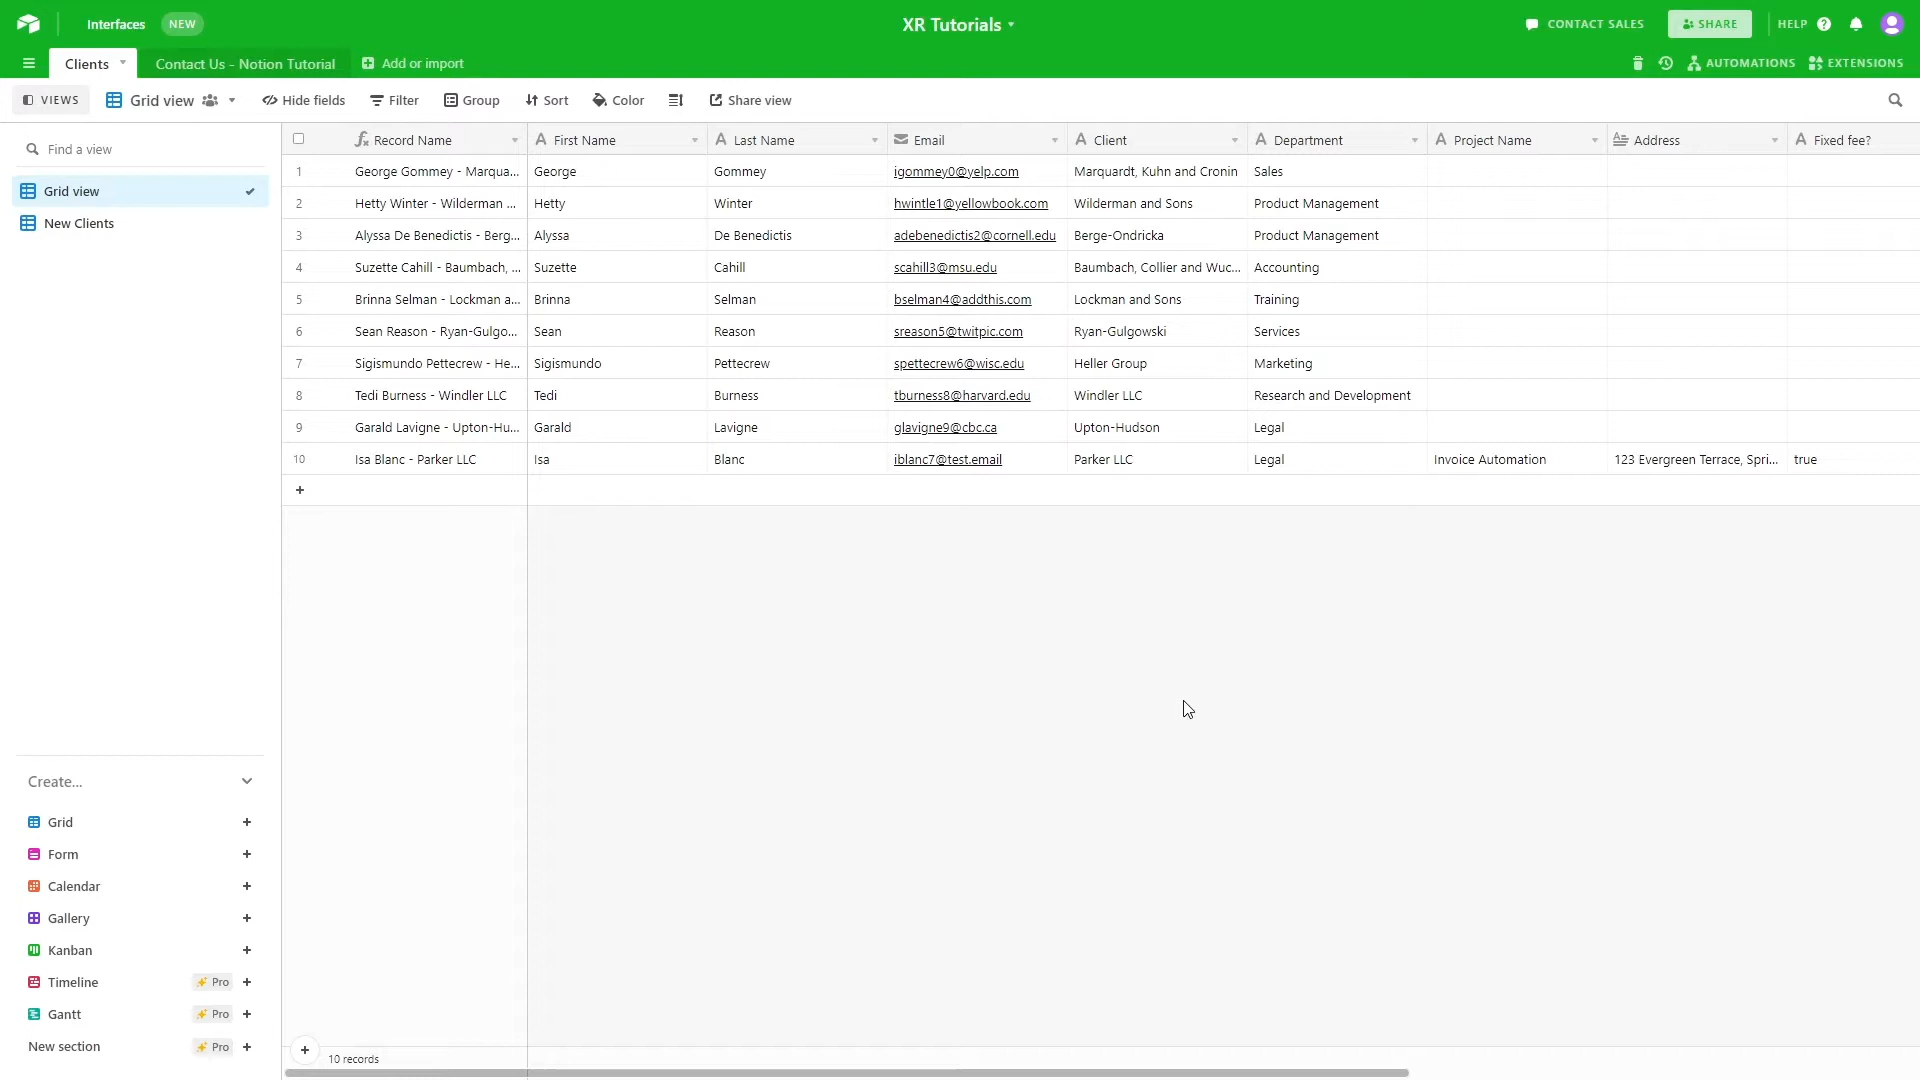 Interfaces NEW XR Tutorials CONTACT SALES SHARE HELP
Clients Contact Us - Notion Tutorial Add or import AUTOMATIONS EXTENSIONS
VIEWS Grid view Hide fields Filter Group Sort Color Share view
Find a view
Grid view
New Clients
Record Name First Name Last Name Email Client Department Project Name Address Fixed fee?
1 George Gommey - Marqua... George Gommey igommey0@yelp.com Marquardt, Kuhn and Cronin Sales
2 Hetty Winter - Wilderman ... Hetty Winter hwintle1@yellowbook.com Wilderman and Sons Product Management
3 Alyssa De Benedictis - Berg... Alyssa De Benedictis adebenedictis2@cornell.edu Berge-Ondricka Product Management
4 Suzette Cahill - Baumbach, ... Suzette Cahill scahill3@msu.edu Baumbach, Collier and Wuc... Accounting
5 Brinna Selman - Lockman a... Brinna Selman bselman4@addthis.com Lockman and Sons Training
6 Sean Reason - Ryan-Gulgo... Sean Reason sreason5@twitpic.com Ryan-Gulgowski Services
7 Sigismundo Pettecrew - He... Sigismundo Pettecrew spettecrew6@wisc.edu Heller Group Marketing
8 Tedi Burness - Windler LLC Tedi Burness tburness8@harvard.edu Windler LLC Research and Development
9 Garald Lavigne - Upton-Hu... Garald Lavigne glavigne9@cbc.ca Upton-Hudson Legal
10 Isa Blanc - Parker LLC Isa Blanc iblanc7@test.email Parker LLC Legal Invoice Automation 123 Evergreen Terrace, Spri... true
Create...
Grid
Form
Calendar
Gallery
Kanban
Timeline Pro
Gantt Pro
New section Pro
10 records